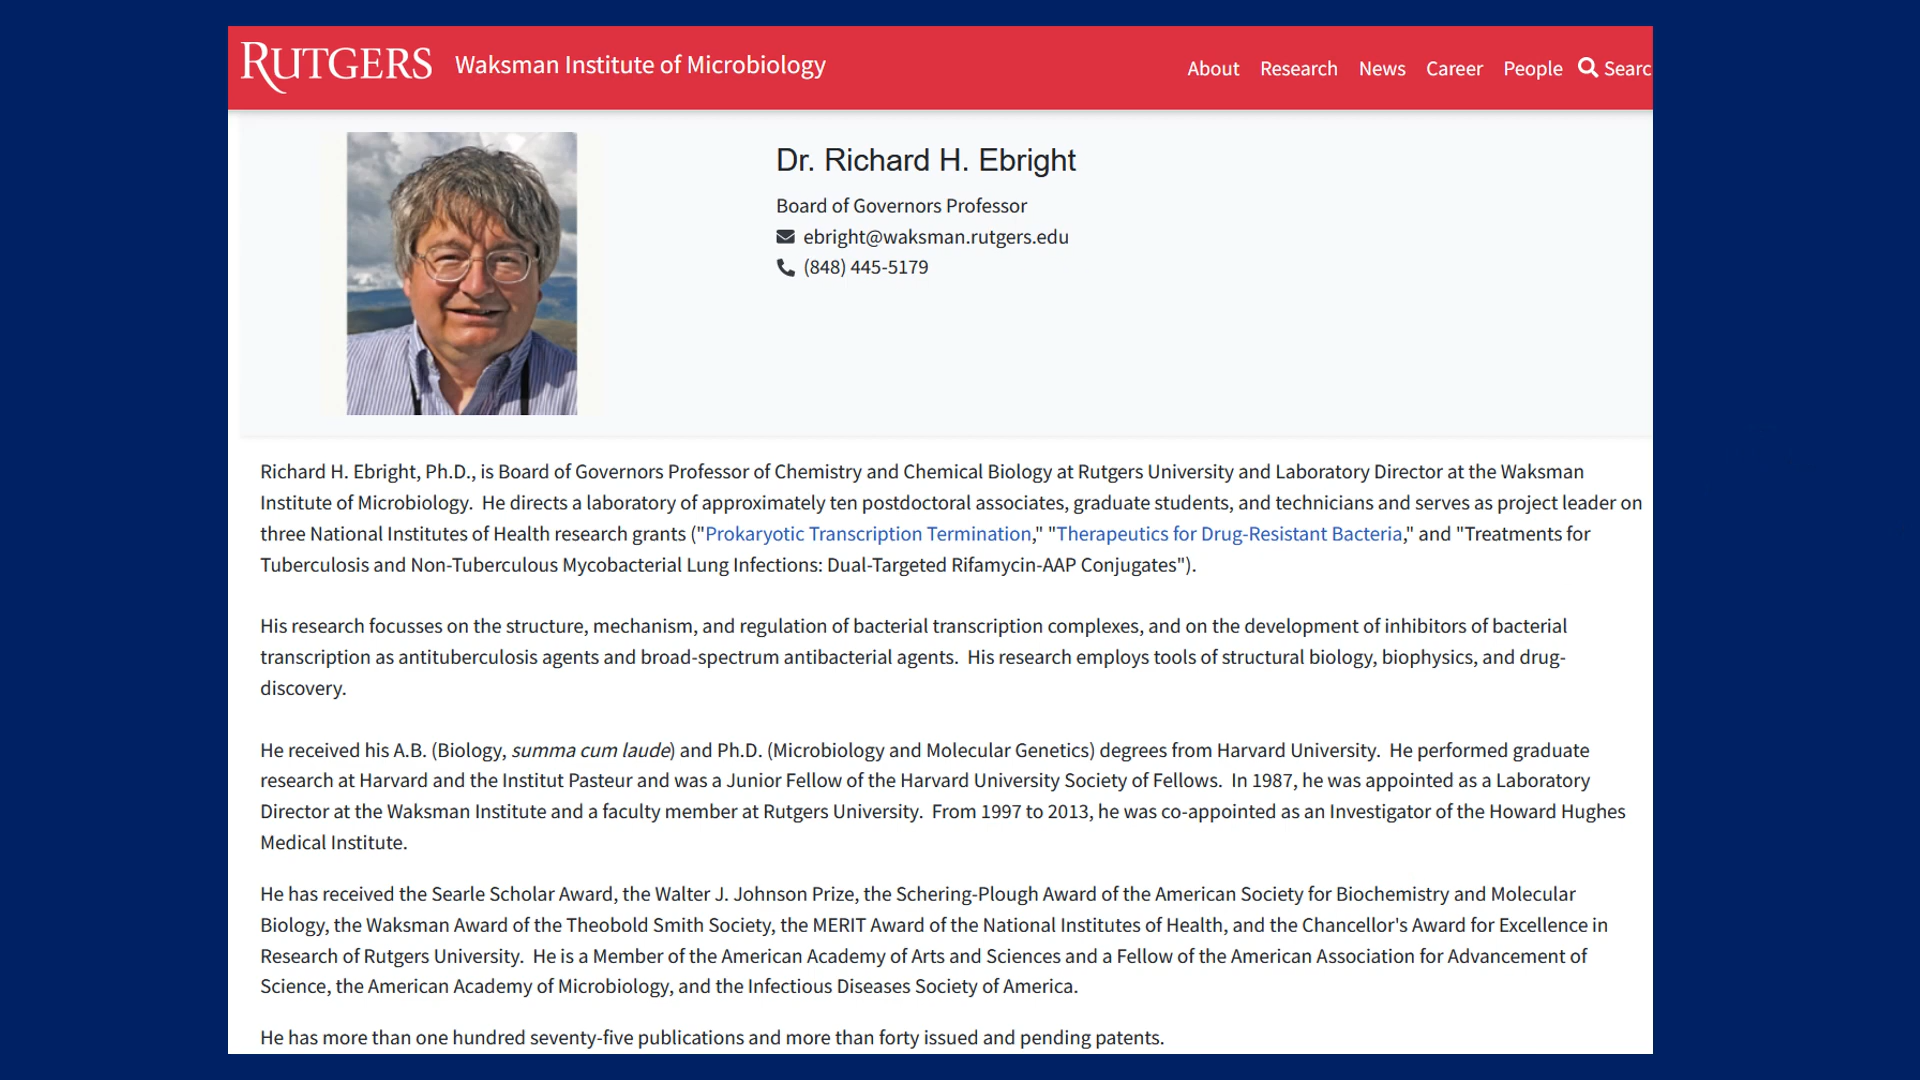 RUTGERS Waksman Institute of Microbiology About Research News Career People Searc
Dr. Richard H. Ebright
Board of Governors Professor
ebright@waksman.rutgers.edu
(848) 445-5179
Richard H. Ebright, Ph.D., is Board of Governors Professor of Chemistry and Chemical Biology at Rutgers University and Laboratory Director at the Waksman
Institute of Microbiology. He directs a laboratory of approximately ten postdoctoral associates, graduate students, and technicians and serves as project leader on
three National Institutes of Health research grants ("Prokaryotic Transcription Termination," "Therapeutics for Drug-Resistant Bacteria," and "Treatments for
Tuberculosis and Non-Tuberculous Mycobacterial Lung Infections: Dual-Targeted Rifamycin-AAP Conjugates").
His research focusses on the structure, mechanism, and regulation of bacterial transcription complexes, and on the development of inhibitors of bacterial
transcription as antituberculosis agents and broad-spectrum antibacterial agents. His research employs tools of structural biology, biophysics, and drug-
discovery.
He received his A.B. (Biology, summa cum laude) and Ph.D. (Microbiology and Molecular Genetics) degrees from Harvard University. He performed graduate
research at Harvard and the Institut Pasteur and was a Junior Fellow of the Harvard University Society of Fellows. In 1987, he was appointed as a Laboratory
Director at the Waksman Institute and a faculty member at Rutgers University. From 1997 to 2013, he was co-appointed as an Investigator of the Howard Hughes
Medical Institute.
He has received the Searle Scholar Award, the Walter J. Johnson Prize, the Schering-Plough Award of the American Society for Biochemistry and Molecular
Biology, the Waksman Award of the Theobold Smith Society, the MERIT Award of the National Institutes of Health, and the Chancellor's Award for Excellence in
Research of Rutgers University. He is a Member of the American Academy of Arts and Sciences and a Fellow of the American Association for Advancement of
Science, the American Academy of Microbiology, and the Infectious Diseases Society of America.
He has more than one hundred seventy-five publications and more than forty issued and pending patents.